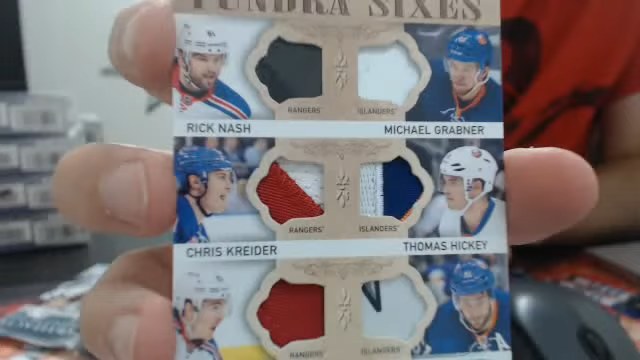 TUNDRA SIXES
RANGERS
ISLANDERS
RICK NASH
MICHAEL GRABNER
RANGERS
ISLANDERS
CHRIS KREIDER
THOMAS HICKEY
RANGERS
ISLANDERS